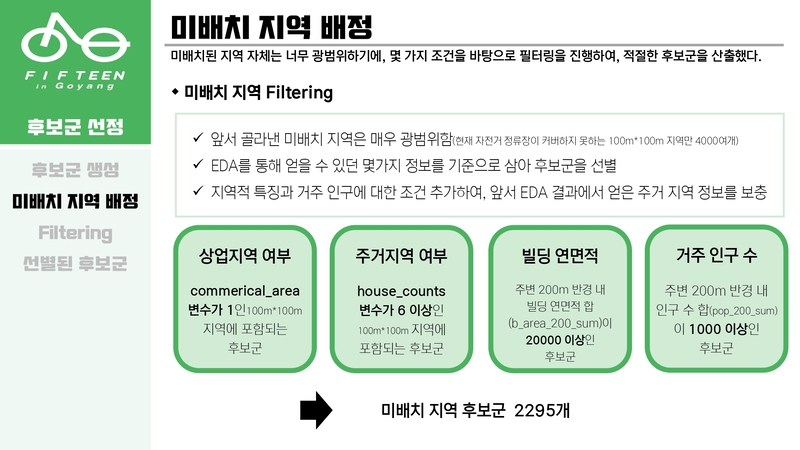 FIFTEEN
in Goyang
후보군 선정
후보군 생성
미배치 지역 배정
Filtering
선별된 후보군
미배치 지역 배정
미배치된 지역 자체는 너무 광범위하기에, 몇 가지 조건을 바탕으로 필터링을 진행하여, 적절한 후보군을 산출했다.
◆ 미배치 지역 Filtering
✓ 앞서 골라낸 미배치 지역은 매우 광범위함(현재 자전거 정류장이 커버하지 못하는 100m*100m 지역만 4000여개)
✓ EDA를 통해 얻을 수 있던 몇가지 정보를 기준으로 삼아 후보군을 선별
✓ 지역적 특징과 거주 인구에 대한 조건 추가하여, 앞서 EDA 결과에서 얻은 주거 지역 정보를 보충
상업지역 여부
commerical_area
변수가 1인100m*100m
지역에 포함되는
후보군
주거지역 여부
house_counts
변수가 6 이상인
100m*100m 지역에
포함되는 후보군
빌딩 연면적
주변 200m 반경 내
빌딩 연면적 합
(b_area_200_sum)이
20000 이상인
후보군
거주 인구 수
주변 200m 반경 내
인구 수 합(pop_200_sum)
이 1000 이상인
후보군
미배치 지역 후보군 2295개